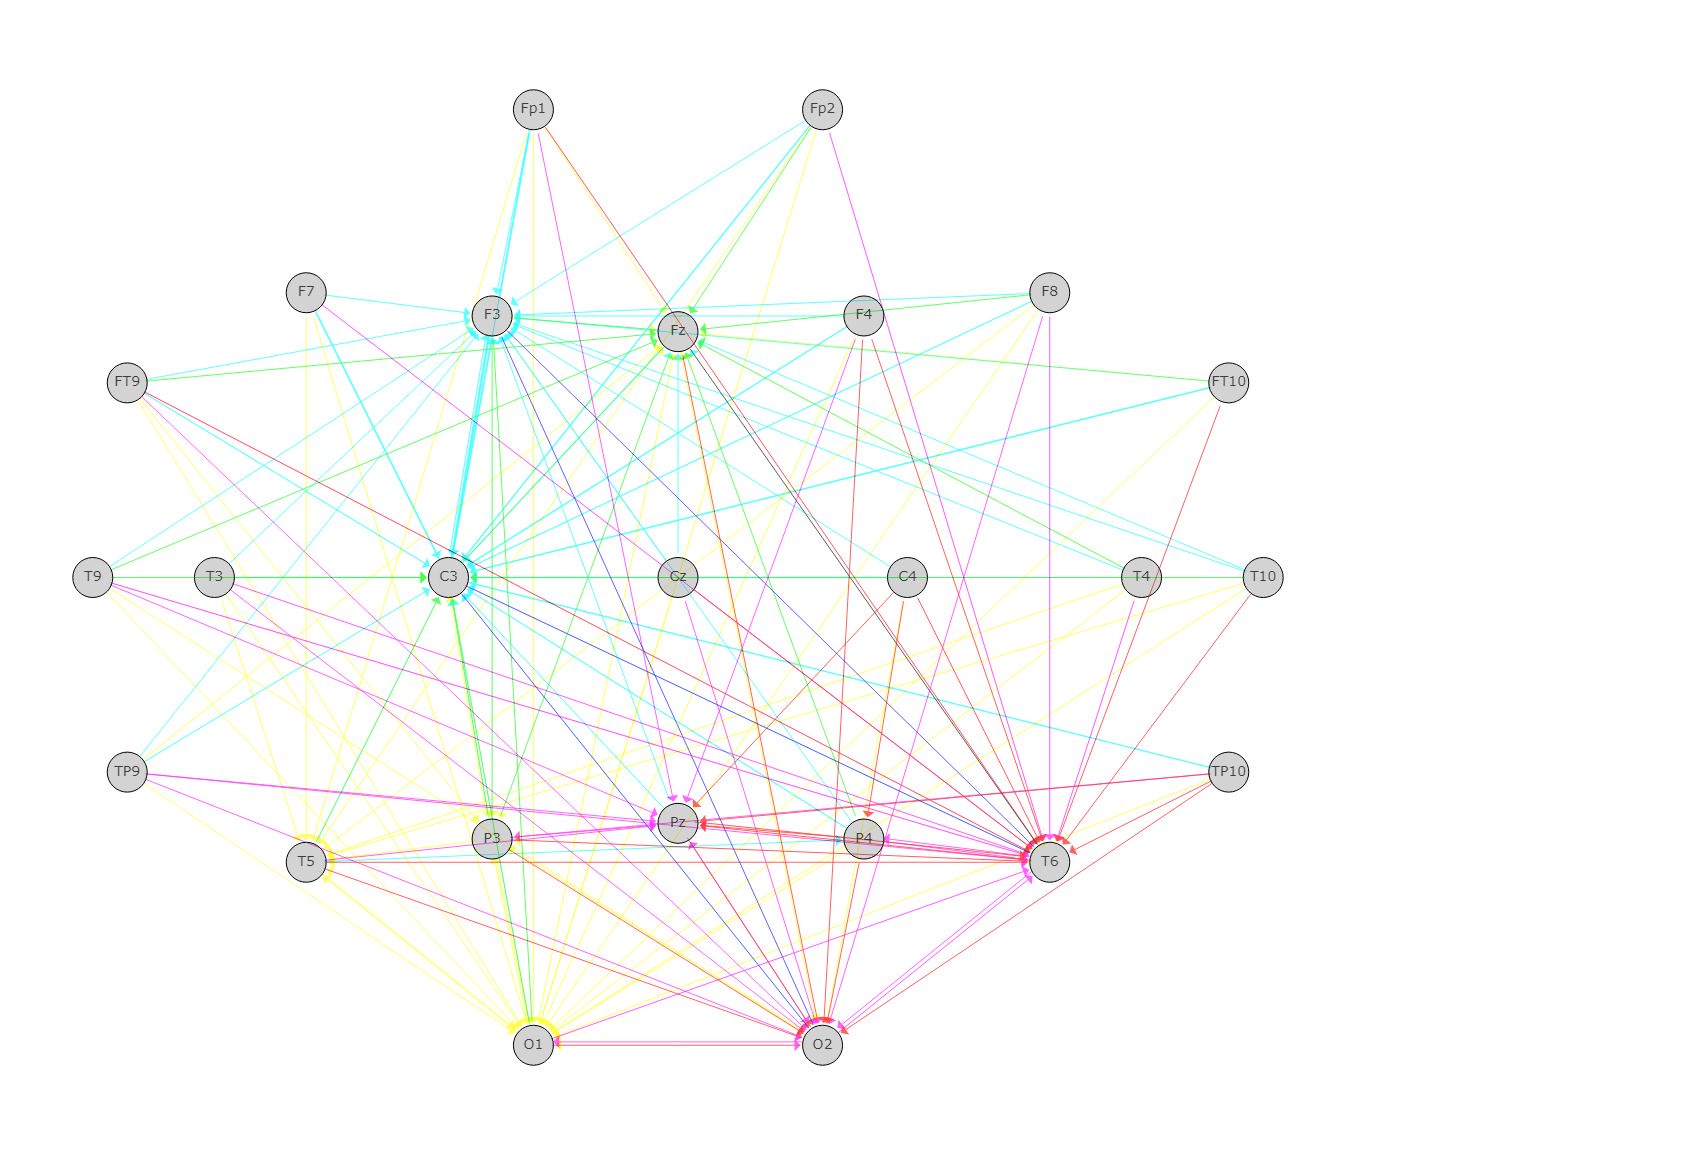 Fp1 Fp2
F7 F8
F3 Fz F4
FT9 FT10
T9 T3 C3 Cz C4 T4 T10
TP9 TP10
Pz
P3 P4
T5 T6
O1 O2